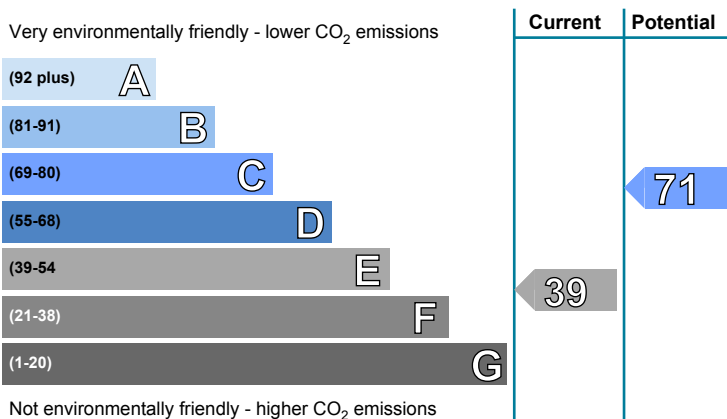 Current Potential
Very environmentally friendly - lower CO2 emissions
(92 plus) A
(81-91) B
(69-80) C
71
(55-68) D
(39-54 E
39
(21-38) F
(1-20) G
Not environmentally friendly - higher CO2 emissions